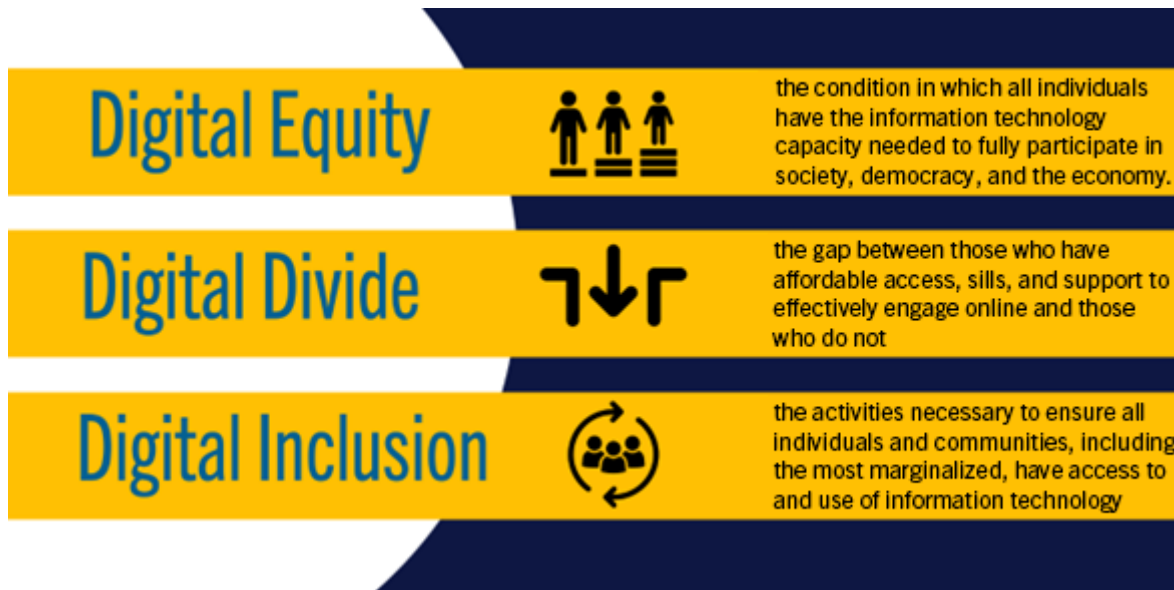 Digital Equity
the condition in which all individuals
have the information technology
capacity needed to fully participate in
society, democracy, and the economy.
Digital Divide
the gap between those who have
affordable access, sills, and support to
effectively engage online and those
who do not
Digital Inclusion
the activities necessary to ensure all
individuals and communities, including
the most marginalized, have access to
and use of information technology